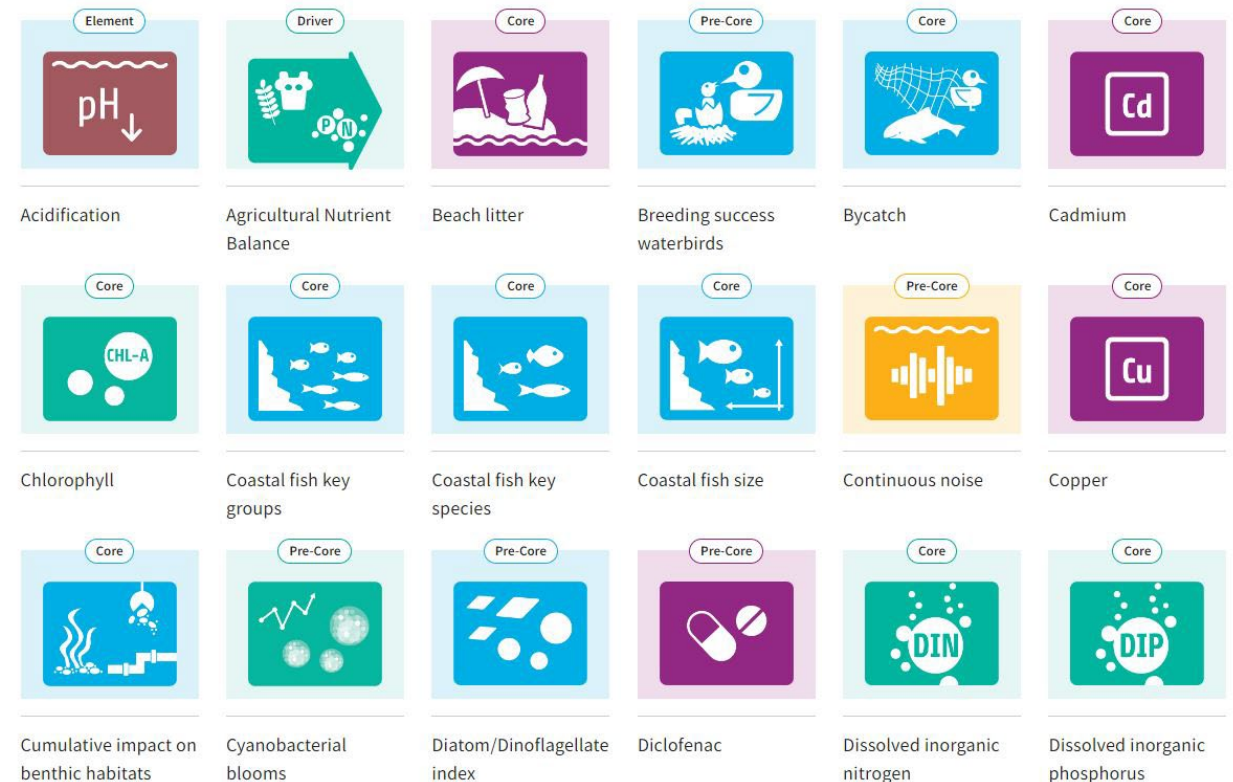 Element
Driver
Core
Pre-Core
Core
Core
pH
P N
Cd
Acidification
Agricultural Nutrient
Balance
Beach litter
Breeding success
waterbirds
Bycatch
Cadmium
Core
Core
Core
Core
Pre-Core
Core
CHL-A
Cu
Chlorophyll
Coastal fish key
groups
Coastal fish key
species
Coastal fish size
Continuous noise
Copper
Core
Pre-Core
Pre-Core
Pre-Core
Core
Core
DIN
DIP
Cumulative impact on
benthic habitats
Cyanobacterial
blooms
Diatom/Dinoflagellate
index
Diclofenac
Dissolved inorganic
nitrogen
Dissolved inorganic
phosphorus